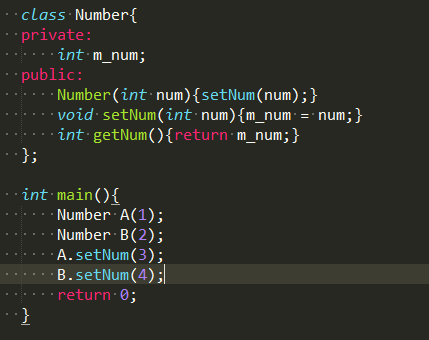 class Number{
private:
    int m_num;
public:
    Number(int num){setNum(num);}
    void setNum(int num){m_num = num;}
    int getNum(){return m_num;}
};

int main(){
    Number A(1);
    Number B(2);
    A.setNum(3);
    B.setNum(4);
    return 0;
}